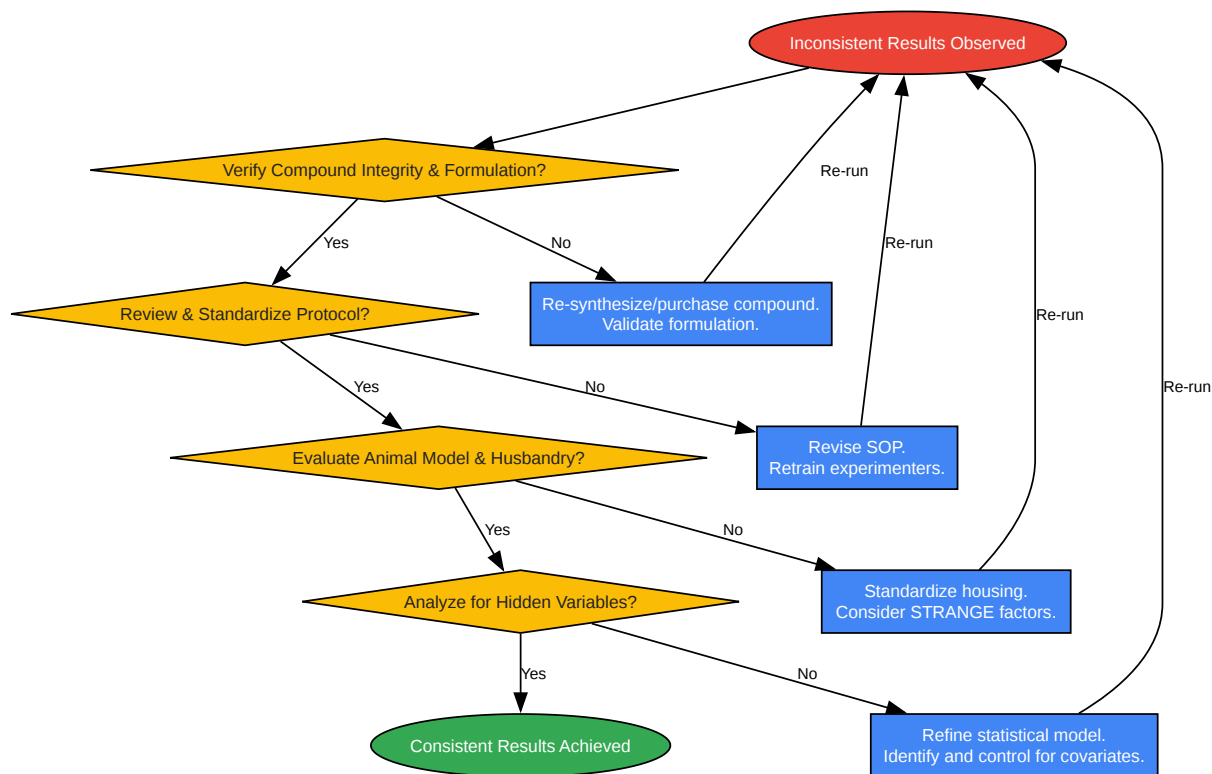 Inconsistent Results Observed
Verify Compound Integrity & Formulation?
Re-run
Yes
No
Re-run
Review & Standardize Protocol?
Re-synthesize/purchase compound.
Validate formulation.
Re-run
Yes
No
Re-run
Evaluate Animal Model & Husbandry?
Revise SOP.
Retrain experimenters.
Yes
No
Analyze for Hidden Variables?
Standardize housing.
Consider STRANGE factors.
Yes
No
Consistent Results Achieved
Refine statistical model.
Identify and control for covariates.